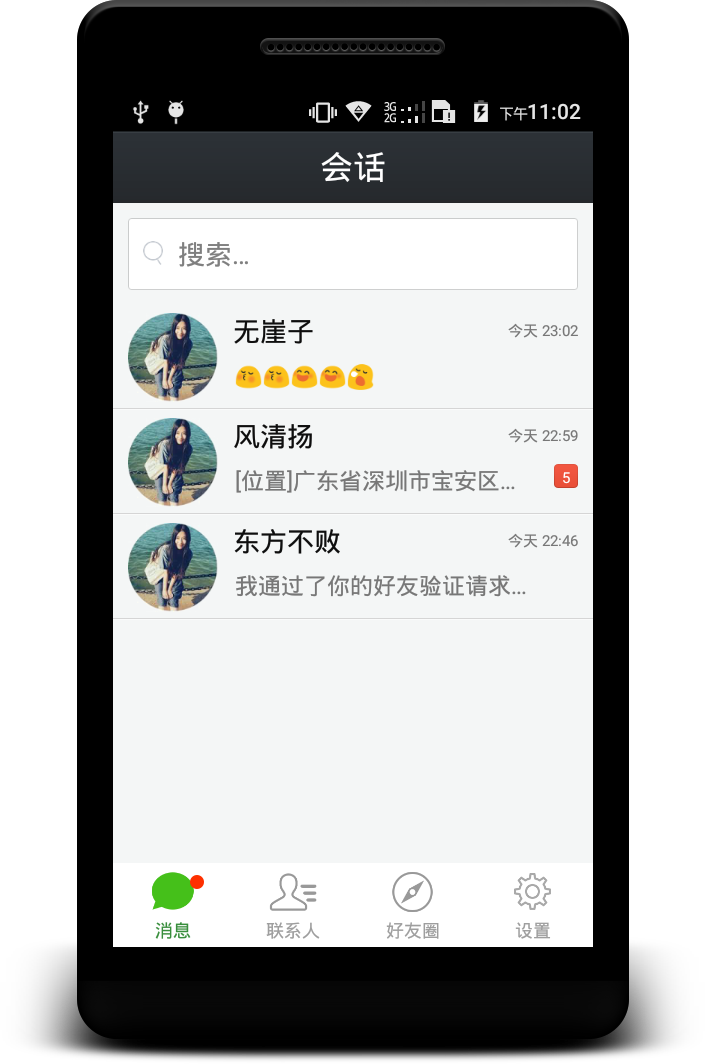 3G
2G
下午11:02
会话
搜索...
无崖子
今天 23:02
风清扬
今天 22:59
[位置]广东省深圳市宝安区...
5
东方不败
今天 22:46
我通过了你的好友验证请求...
消息
联系人
好友圈
设置